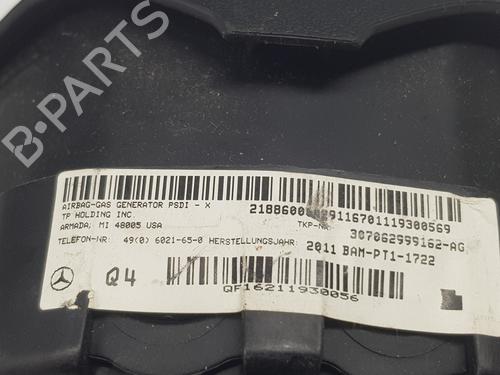 AIRBAG-GAS GENERATOR PSDI - X
TP HOLDING INC.
ARMADA, MI 48005 USA
TELEFON-NR: 49(0) 6021-65-0 HERSTELLUNGSJAHR: 2011 BAM-PT1-1722
TKP-NR: 307062999162-AG
Q4
QF16211930056
B-PARTS